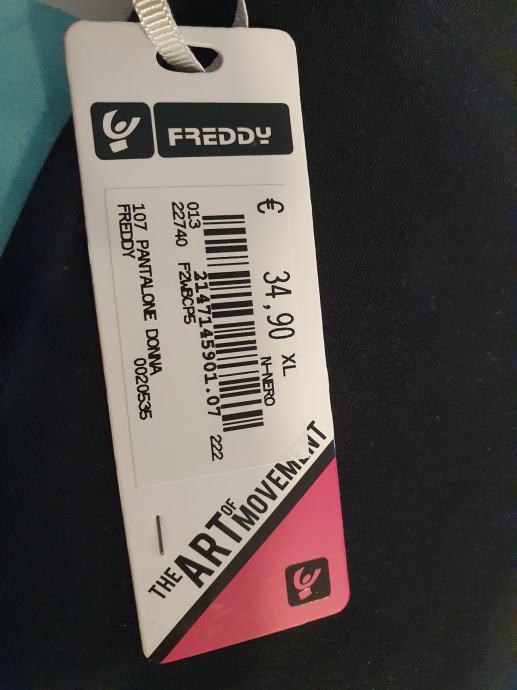 FREDDY
€ 34,90 XL
N-NERO
2147145901.07 222
013
22740 F2WBCP5
107 PANTALONE DONNA 0020535
FREDDY
THE ART OF MOVEMENT